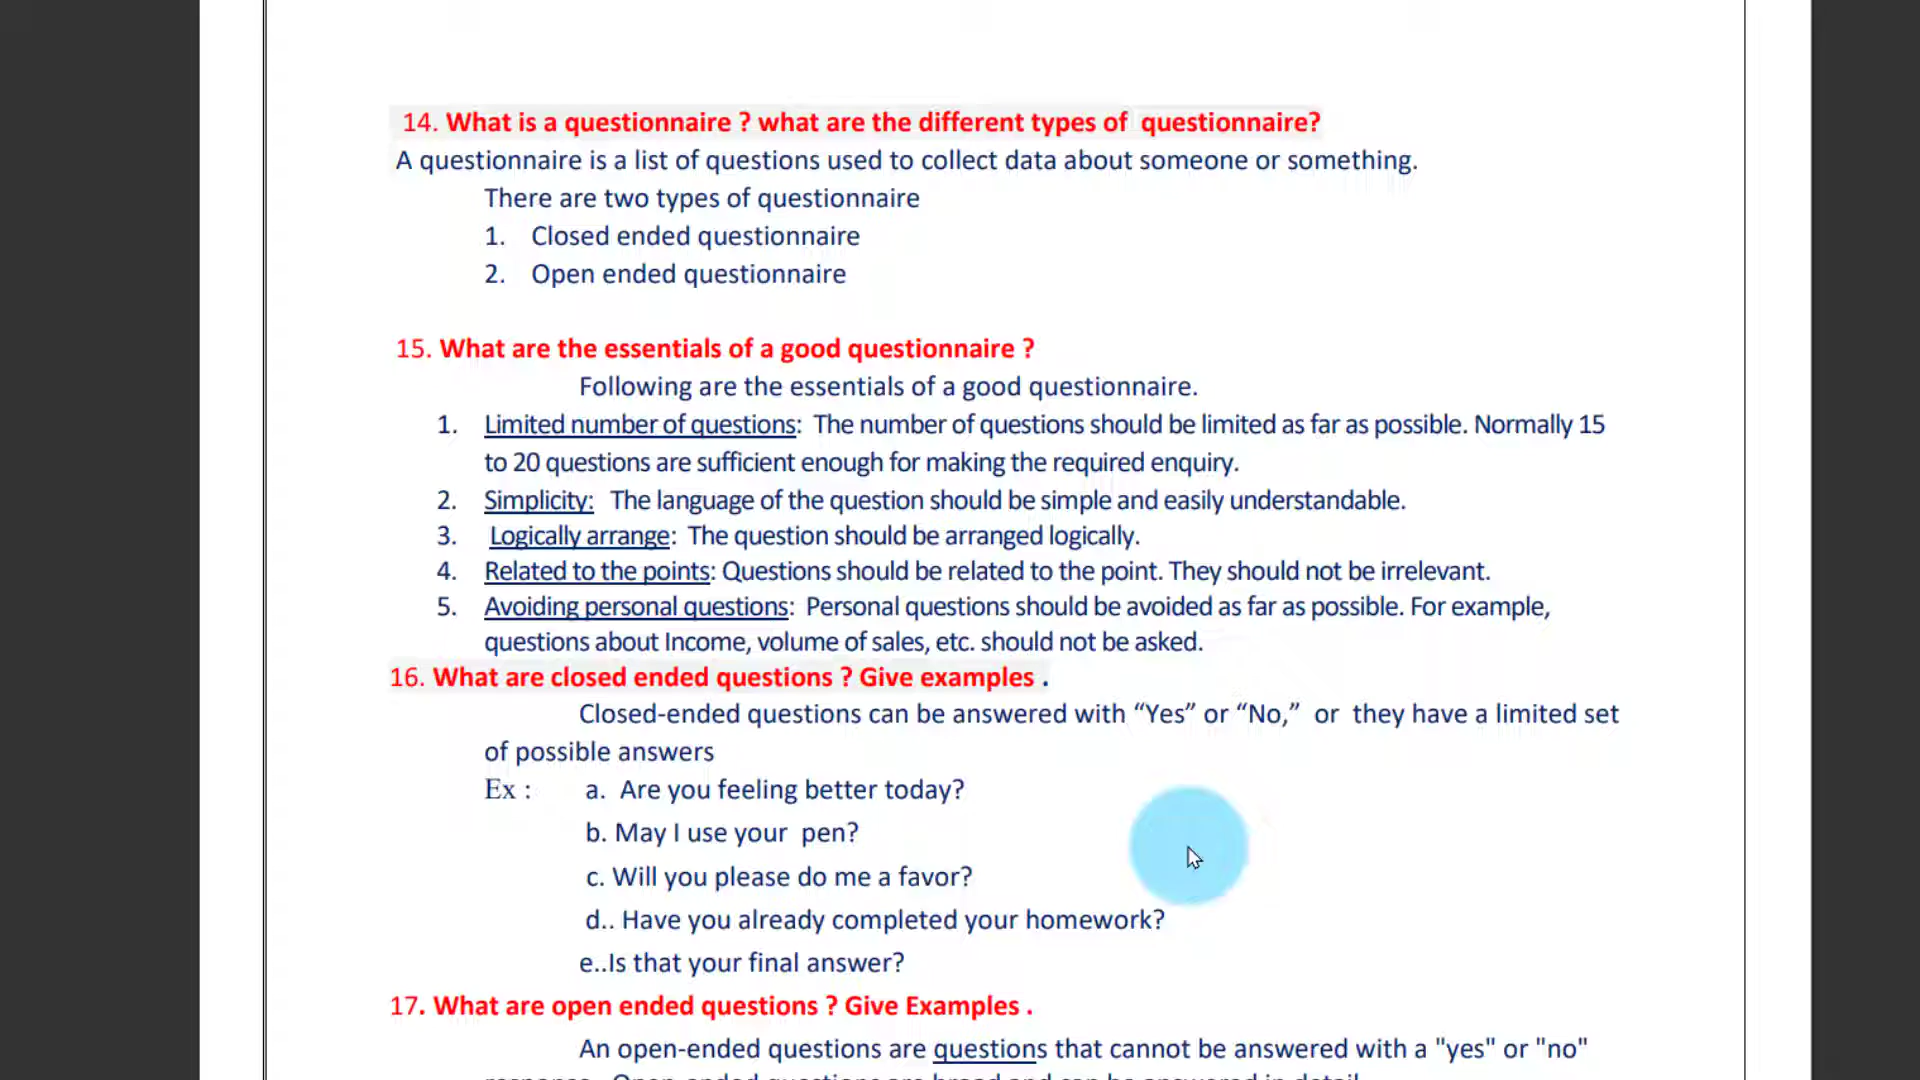 14. What is a questionnaire ? what are the different types of questionnaire?
A questionnaire is a list of questions used to collect data about someone or something.
There are two types of questionnaire
1. Closed ended questionnaire
2. Open ended questionnaire
15. What are the essentials of a good questionnaire ?
Following are the essentials of a good questionnaire.
1. Limited number of questions: The number of questions should be limited as far as possible. Normally 15
to 20 questions are sufficient enough for making the required enquiry.
2. Simplicity: The language of the question should be simple and easily understandable.
3. Logically arrange: The question should be arranged logically.
4. Related to the points: Questions should be related to the point. They should not be irrelevant.
5. Avoiding personal questions: Personal questions should be avoided as far as possible. For example,
questions about Income, volume of sales, etc. should not be asked.
16. What are closed ended questions ? Give examples .
Closed-ended questions can be answered with “Yes” or “No,” or they have a limited set
of possible answers
Ex : a. Are you feeling better today?
b. May I use your pen?
c. Will you please do me a favor?
d.. Have you already completed your homework?
e..Is that your final answer?
17. What are open ended questions ? Give Examples .
An open-ended questions are questions that cannot be answered with a "yes" or "no"